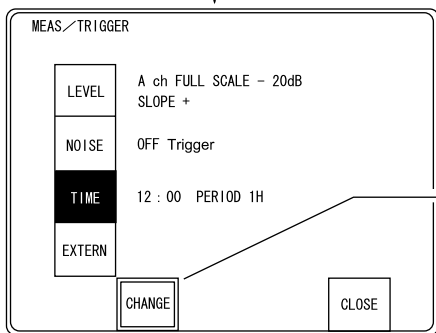 MEAS／TRIGGER
LEVEL
A ch FULL SCALE - 20dB
SLOPE +
NOISE
OFF Trigger
TIME
12 : 00 PERIOD 1H
EXTERN
CHANGE
CLOSE